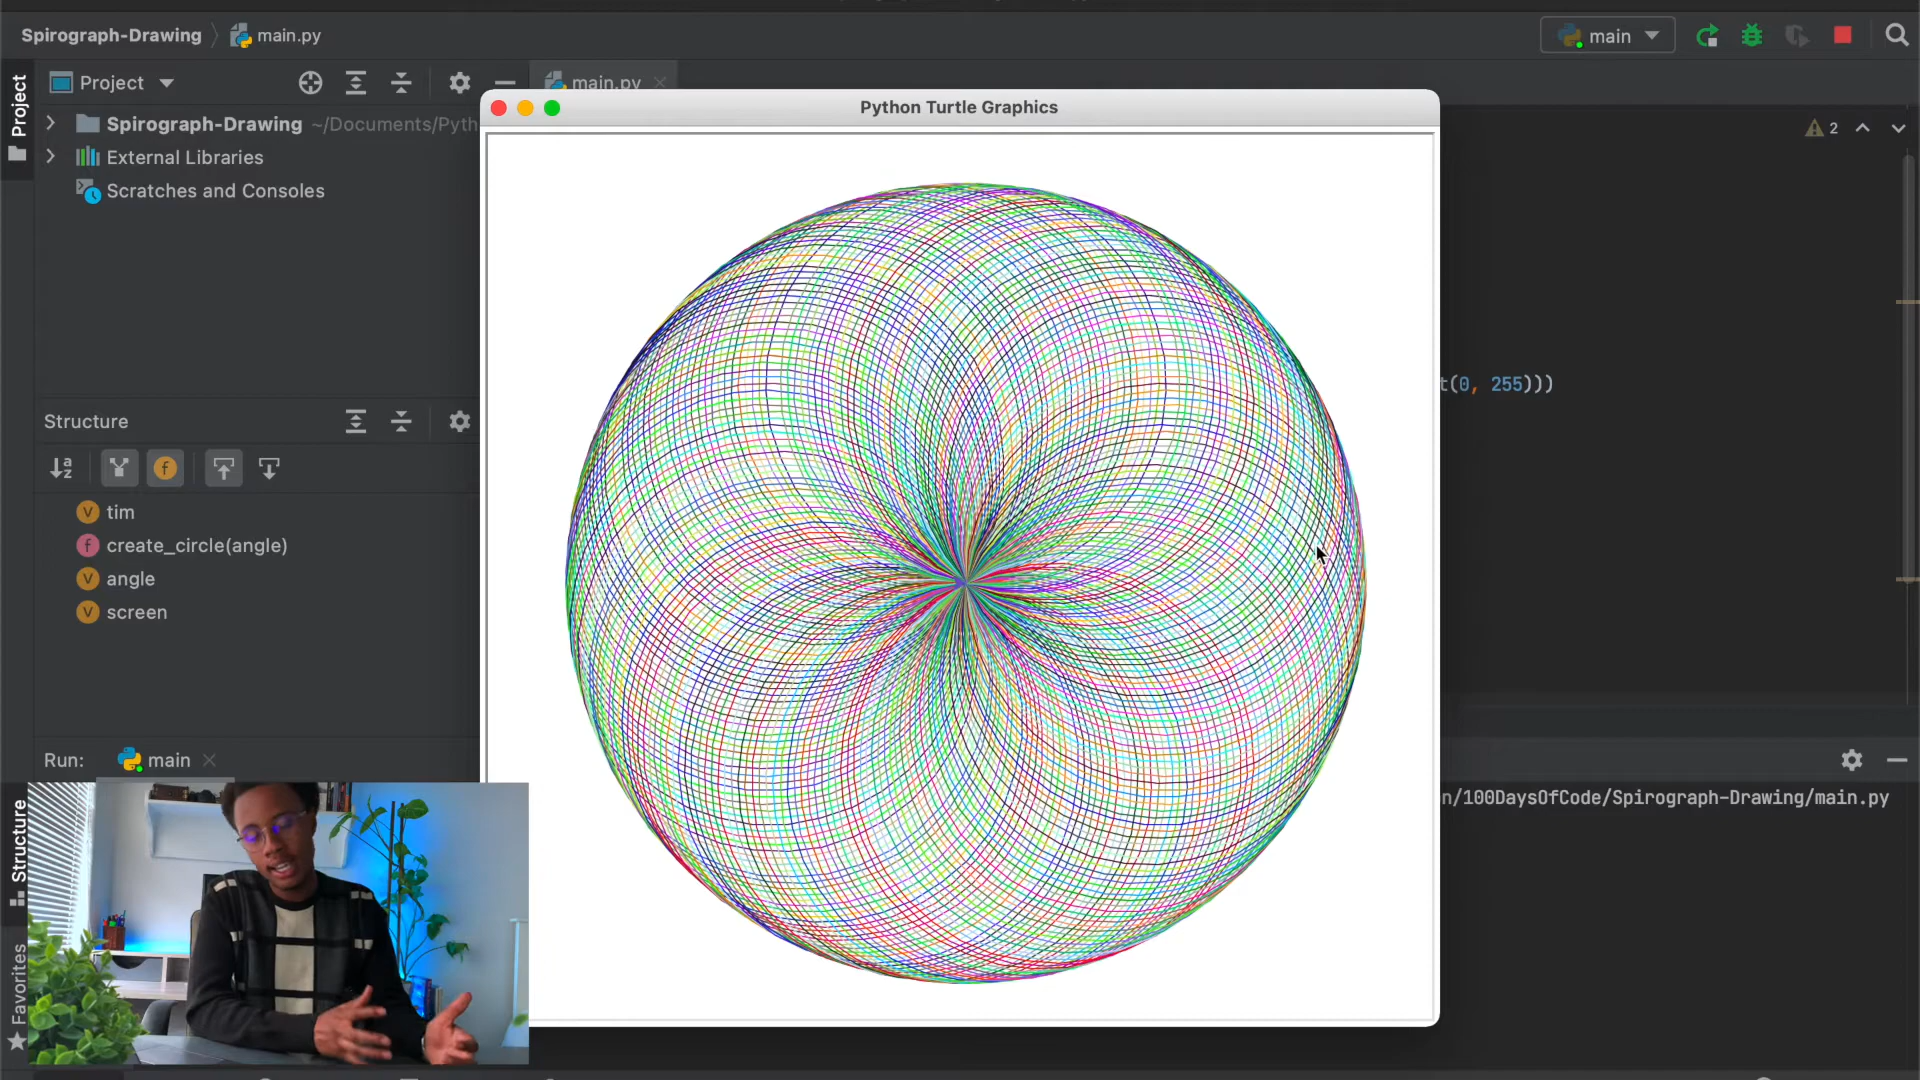 Spirograph-Drawing
main.py
main
Project
Project
main.py
Python Turtle Graphics
Spirograph-Drawing ~/Documents/Pyth
2
External Libraries
Scratches and Consoles
t(0, 255)))
Structure
tim
create_circle(angle)
angle
screen
Run:
main
n/100DaysOfCode/Spirograph-Drawing/main.py
Structure
Favorites